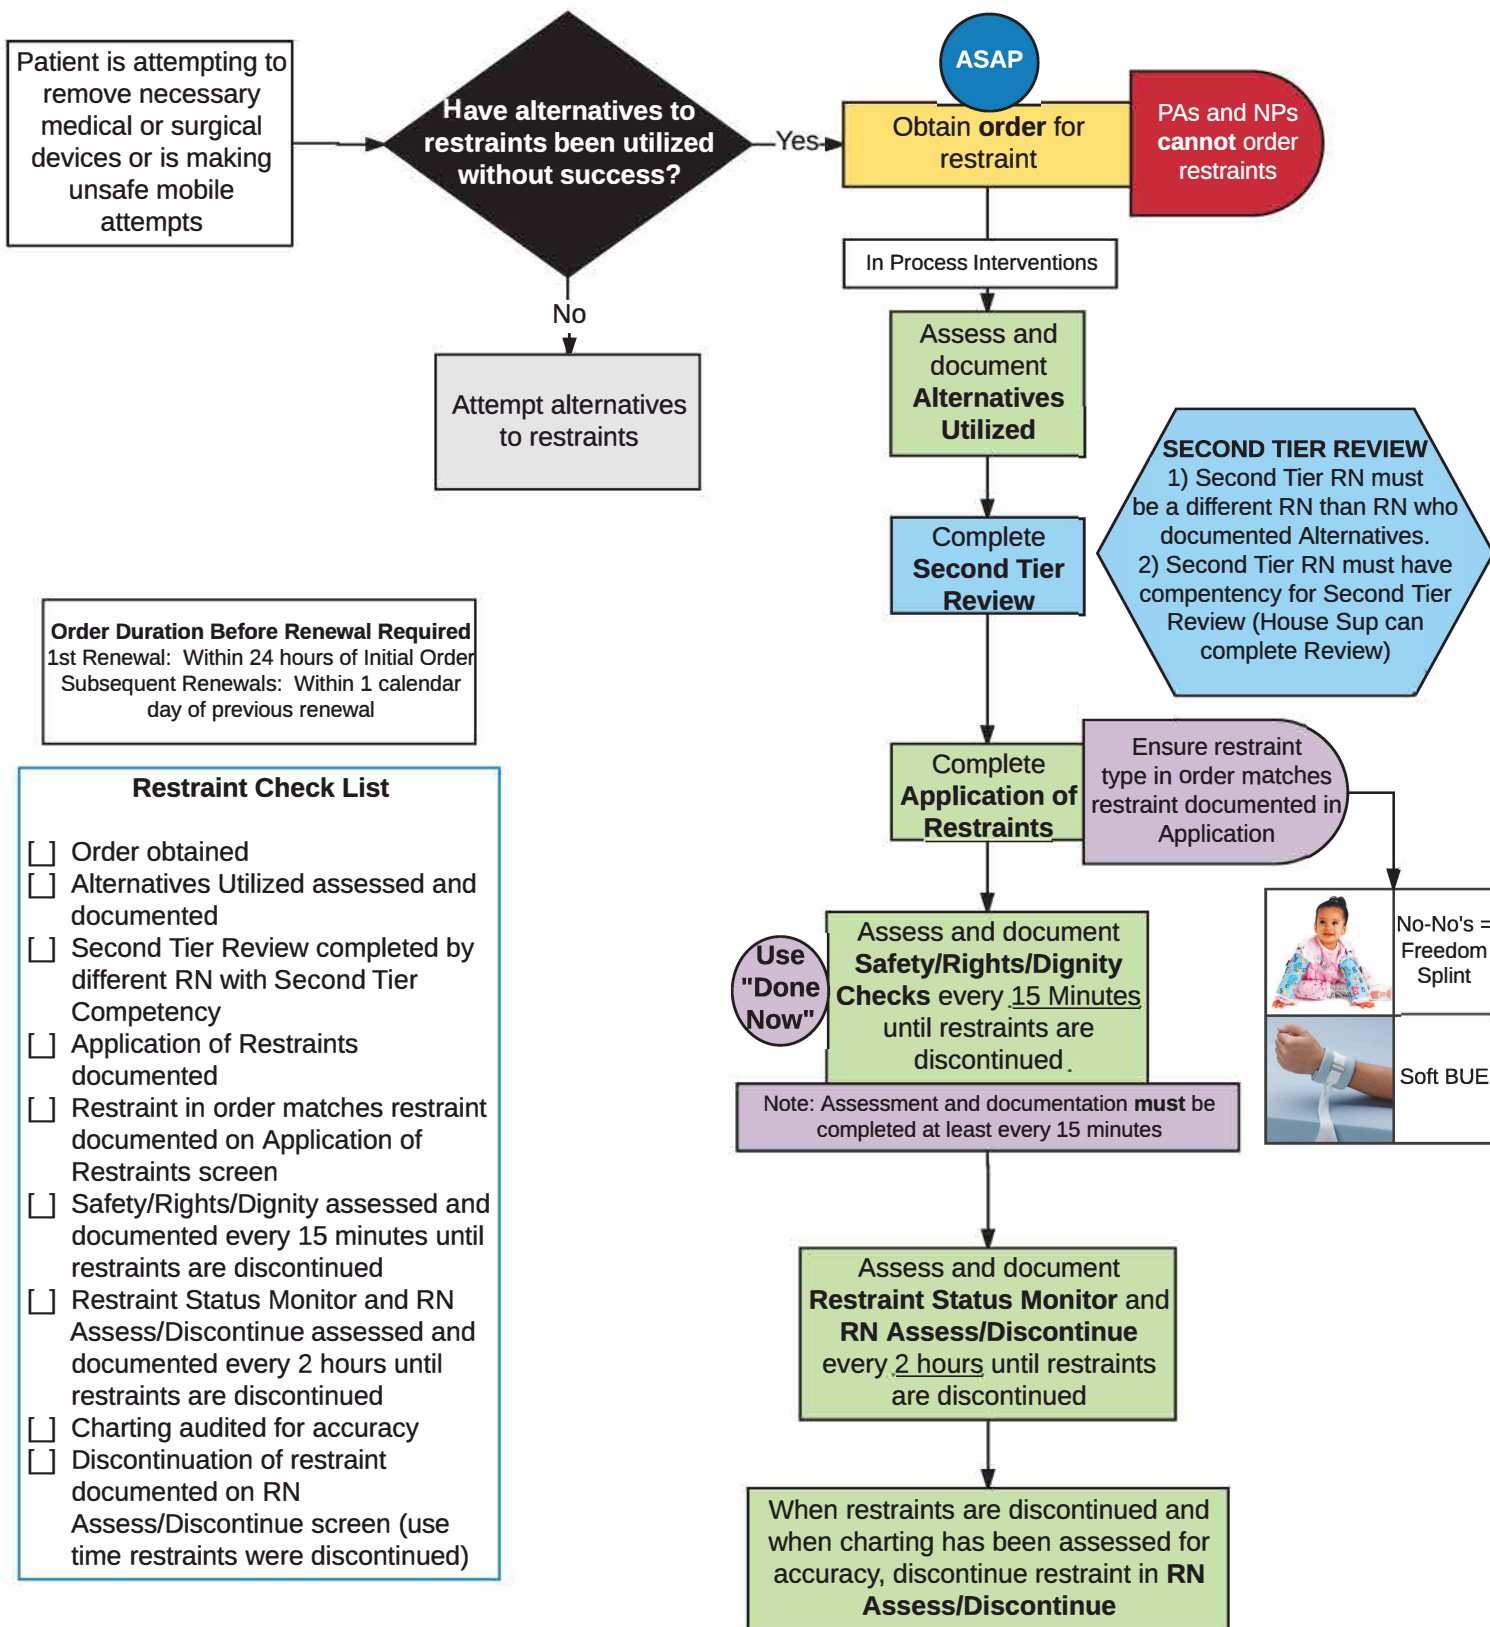 Patient is attempting to
remove necessary
medical or surgical
devices or is making
unsafe mobile
attempts
Have alternatives to
restraints been utilized
without success?
Yes
No
Attempt alternatives
to restraints
ASAP
Obtain order for
restraint
PAs and NPs
cannot order
restraints
In Process Interventions
Assess and
document
Alternatives
Utilized
Complete
Second Tier
Review
SECOND TIER REVIEW
1) Second Tier RN must
be a different RN than RN who
documented Alternatives.
2) Second Tier RN must have
compentency for Second Tier
Review (House Sup can
complete Review)
Complete
Application of
Restraints
Ensure restraint
type in order matches
restraint documented in
Application
No-No's =
Freedom
Splint
Soft BUE
Use
"Done
Now"
Assess and document
Safety/Rights/Dignity
Checks every 15 Minutes
until restraints are
discontinued.
Note: Assessment and documentation must be
completed at least every 15 minutes
Assess and document
Restraint Status Monitor and
RN Assess/Discontinue
every 2 hours until restraints
are discontinued
When restraints are discontinued and
when charting has been assessed for
accuracy, discontinue restraint in RN
Assess/Discontinue
Order Duration Before Renewal Required
1st Renewal: Within 24 hours of Initial Order
Subsequent Renewals: Within 1 calendar
day of previous renewal
Restraint Check List
[_] Order obtained
[_] Alternatives Utilized assessed and
documented
[_] Second Tier Review completed by
different RN with Second Tier
Competency
[_] Application of Restraints
documented
[_] Restraint in order matches restraint
documented on Application of
Restraints screen
[_] Safety/Rights/Dignity assessed and
documented every 15 minutes until
restraints are discontinued
[_] Restraint Status Monitor and RN
Assess/Discontinue assessed and
documented every 2 hours until
restraints are discontinued
[_] Charting audited for accuracy
[_] Discontinuation of restraint
documented on RN
Assess/Discontinue screen (use
time restraints were discontinued)